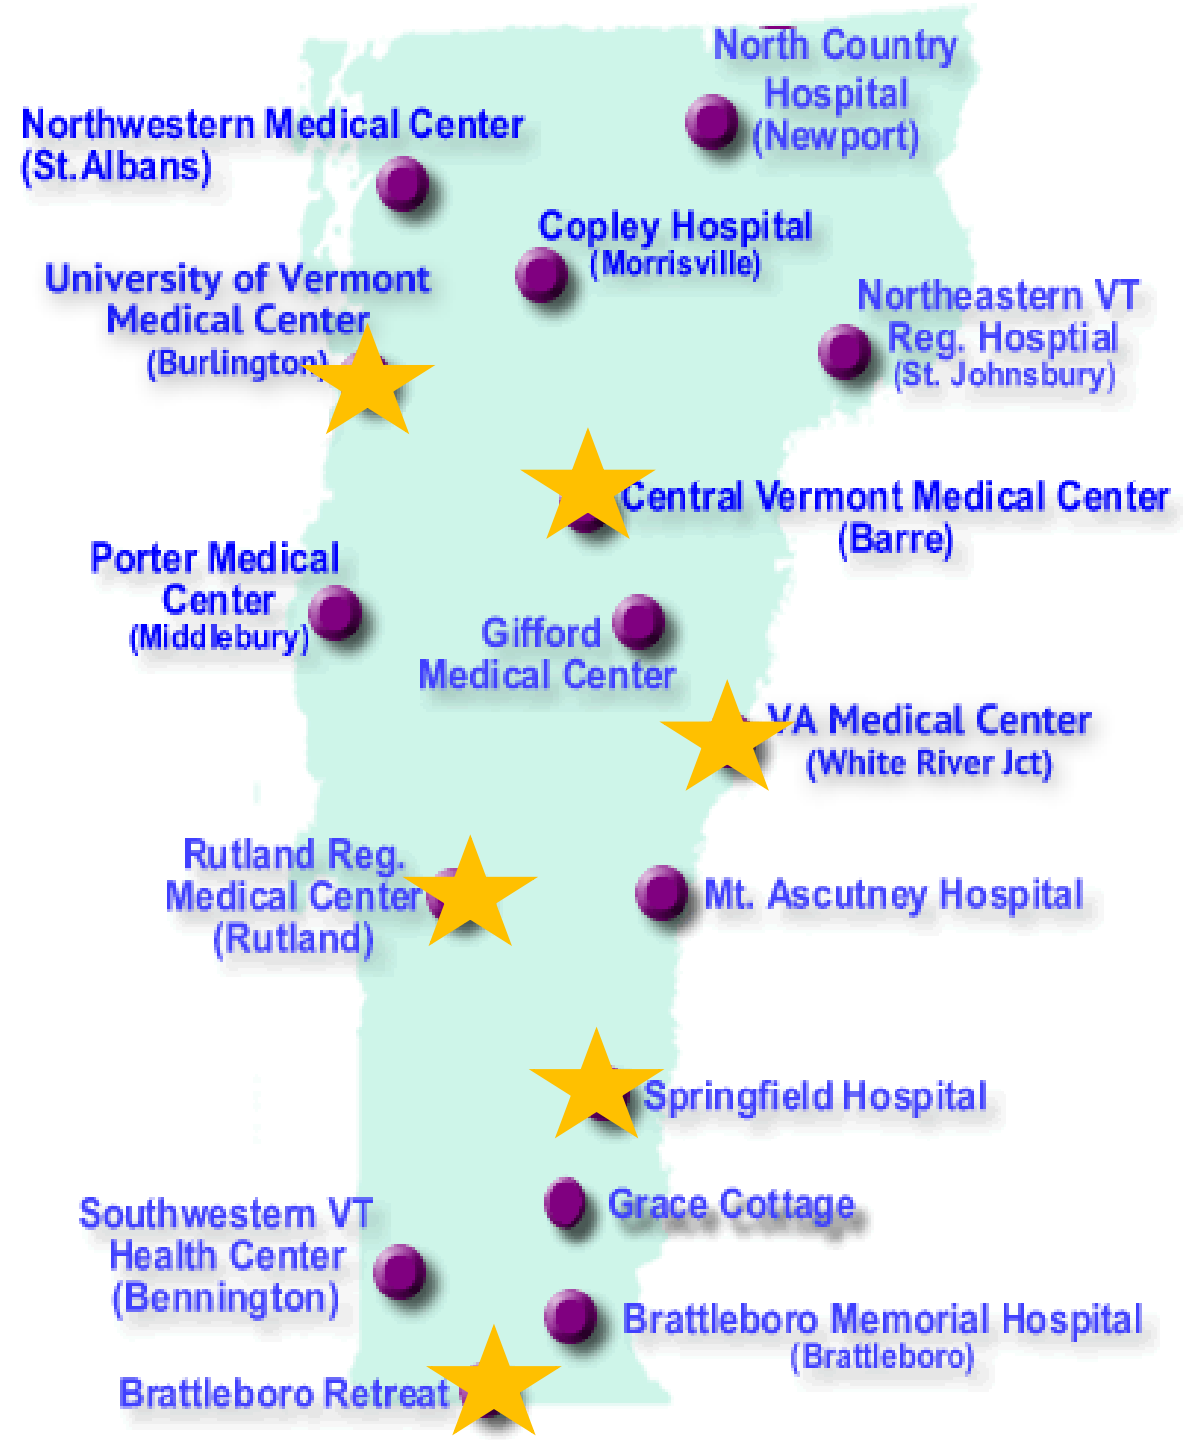 North Country
Hospital
(Newport)
Northwestern Medical Center
(St.Albans)
Copley Hospital
(Morrisville)
University of Vermont
Medical Center
(Burlington)
Northeastern VT
Reg. Hosptial
(St. Johnsbury)
Central Vermont Medical Center
(Barre)
Porter Medical
Center
(Middlebury)
Gifford
Medical Center
VA Medical Center
(White River Jct)
Rutland Reg.
Medical Center
(Rutland)
Mt. Ascutney Hospital
Springfield Hospital
Grace Cottage
Southwestern VT
Health Center
(Bennington)
Brattleboro Memorial Hospital
(Brattleboro)
Brattleboro Retreat